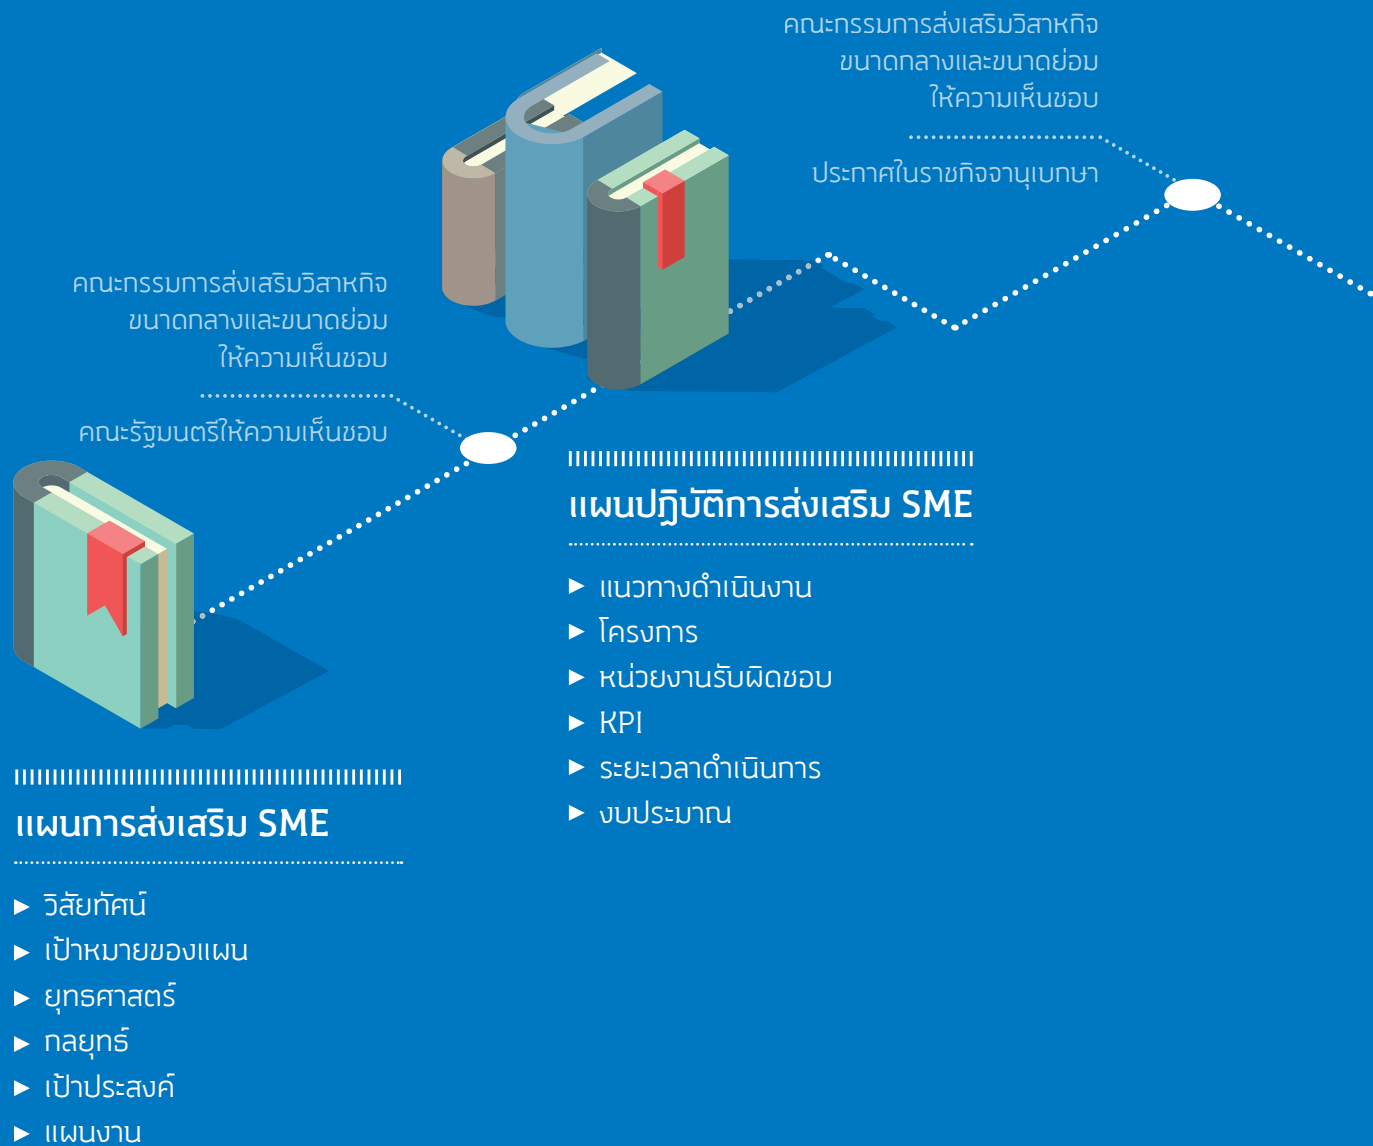 คณะกรรมการส่งเสริมวิสาหกิจ
ขนาดกลางและขนาดย่อม
ให้ความเห็นชอบ
ประกาศในราชกิจจานุเบกษา
คณะกรรมการส่งเสริมวิสาหกิจ
ขนาดกลางและขนาดย่อม
ให้ความเห็นชอบ
คณะรัฐมนตรีให้ความเห็นชอบ
แผนปฏิบัติการส่งเสริม SME
► แนวทางดำเนินงาน
► โครงการ
► หน่วยงานรับผิดชอบ
► KPI
► ระยะเวลาดำเนินการ
► งบประมาณ
แผนการส่งเสริม SME
► วิสัยทัศน์
► เป้าหมายของแผน
► ยุทธศาสตร์
► กลยุทธ์
► เป้าประสงค์
► แผนงาน